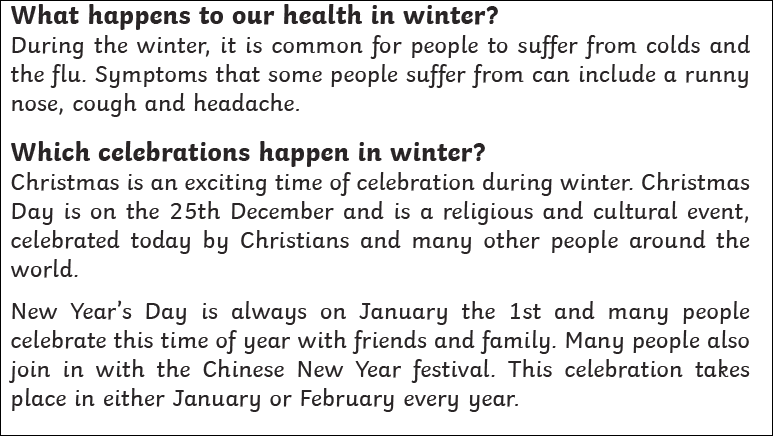 What happens to our health in winter?
During the winter, it is common for people to suffer from colds and
the flu. Symptoms that some people suffer from can include a runny
nose, cough and headache.
Which celebrations happen in winter?
Christmas is an exciting time of celebration during winter. Christmas
Day is on the 25th December and is a religious and cultural event,
celebrated today by Christians and many other people around the
world.
New Year’s Day is always on January the 1st and many people
celebrate this time of year with friends and family. Many people also
join in with the Chinese New Year festival. This celebration takes
place in either January or February every year.